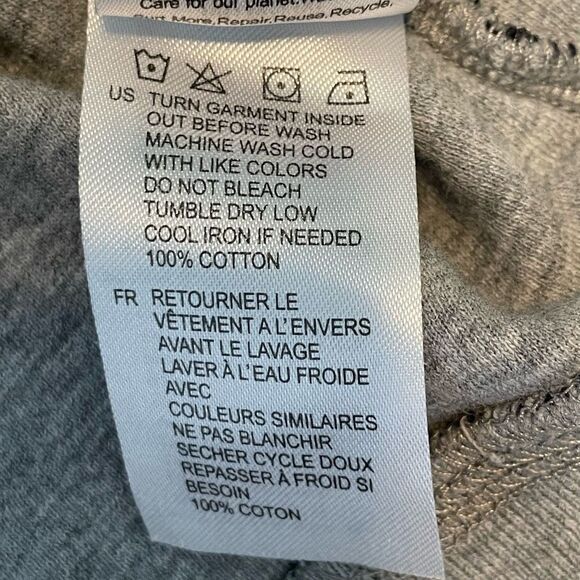 Care for our planet.
More, Repair, Reuse, Recycle,
US TURN GARMENT INSIDE
OUT BEFORE WASH
MACHINE WASH COLD
WITH LIKE COLORS
DO NOT BLEACH
TUMBLE DRY LOW
COOL IRON IF NEEDED
100% COTTON
FR RETOURNER LE
VÊTEMENT A L'ENVERS
AVANT LE LAVAGE
LAVER À L'EAU FROIDE
AVEC
COULEURS SIMILAIRES
NE PAS BLANCHIR
SECHER CYCLE DOUX
REPASSER À FROID SI
BESOIN
100% COTON